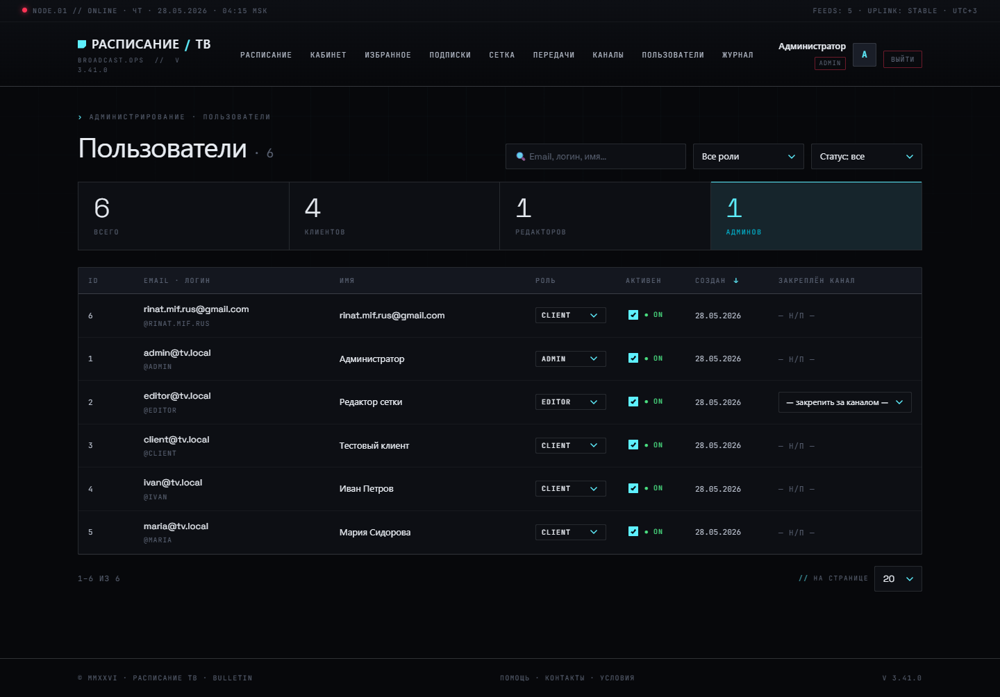 NODE.01 // ONLINE · ЧТ · 28.05.2026 · 04:15 MSK
FEEDS: 5 · UPLINK: STABLE · UTC+3
РАСПИСАНИЕ / ТВ
BROADCAST.OPS // V 3.41.0
РАСПИСАНИЕ КАБИНЕТ ИЗБРАННОЕ ПОДПИСКИ СЕТКА ПЕРЕДАЧИ КАНАЛЫ ПОЛЬЗОВАТЕЛИ ЖУРНАЛ
Администратор
ADMIN
A
ВЫЙТИ
› АДМИНИСТРИРОВАНИЕ · ПОЛЬЗОВАТЕЛИ
Пользователи · 6
Email, логин, имя…
Все роли
Статус: все
6
ВСЕГО
4
КЛИЕНТОВ
1
РЕДАКТОРОВ
1
АДМИНОВ
ID EMAIL · ЛОГИН ИМЯ РОЛЬ АКТИВЕН СОЗДАН ↓ ЗАКРЕПЛЁН КАНАЛ
6 rinat.mif.rus@gmail.com rinat.mif.rus@gmail.com CLIENT ● ON 28.05.2026 — Н/П —
@RINAT.MIF.RUS
1 admin@tv.local Администратор ADMIN ● ON 28.05.2026 — Н/П —
@ADMIN
2 editor@tv.local Редактор сетки EDITOR ● ON 28.05.2026 — закрепить за каналом —
@EDITOR
3 client@tv.local Тестовый клиент CLIENT ● ON 28.05.2026 — Н/П —
@CLIENT
4 ivan@tv.local Иван Петров CLIENT ● ON 28.05.2026 — Н/П —
@IVAN
5 maria@tv.local Мария Сидорова CLIENT ● ON 28.05.2026 — Н/П —
@MARIA
1–6 ИЗ 6
// НА СТРАНИЦЕ 20
© MMXXVI · РАСПИСАНИЕ ТВ · BULLETIN
ПОМОЩЬ · КОНТАКТЫ · УСЛОВИЯ
V 3.41.0